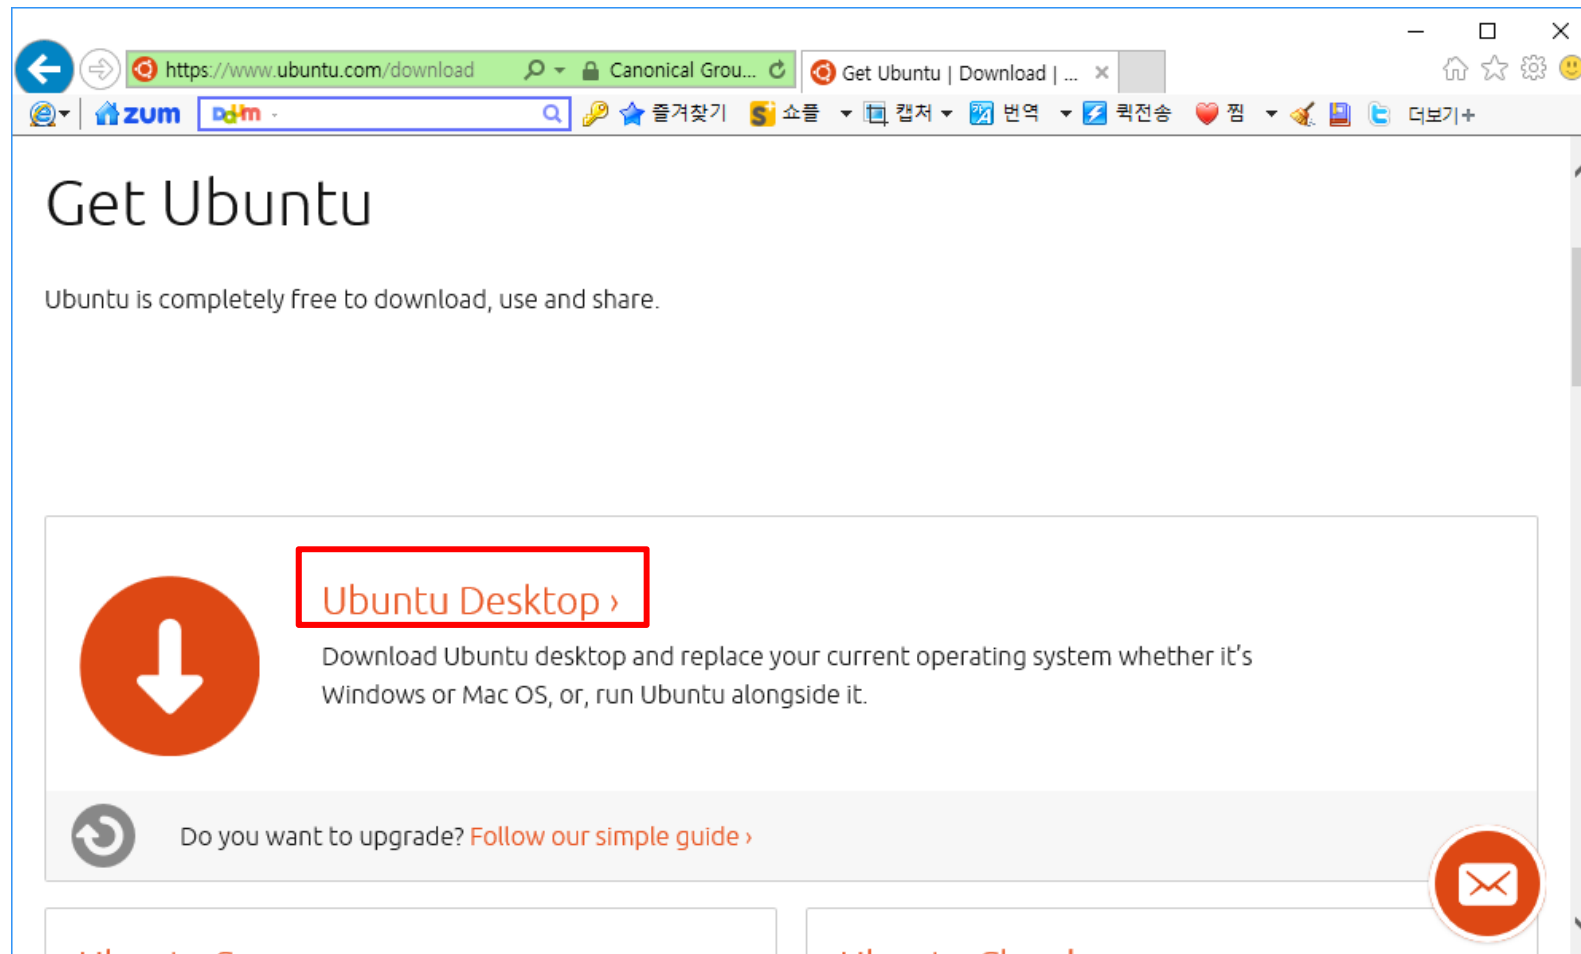 https://www.ubuntu.com/download
Canonical Grou...
Get Ubuntu | Download | ...
zum
즐겨찾기
쇼플
캡처
번역
퀵전송
찜
더보기+
Get Ubuntu
Ubuntu is completely free to download, use and share.
Ubuntu Desktop ›
Download Ubuntu desktop and replace your current operating system whether it's
Windows or Mac OS, or, run Ubuntu alongside it.
Do you want to upgrade? Follow our simple guide ›